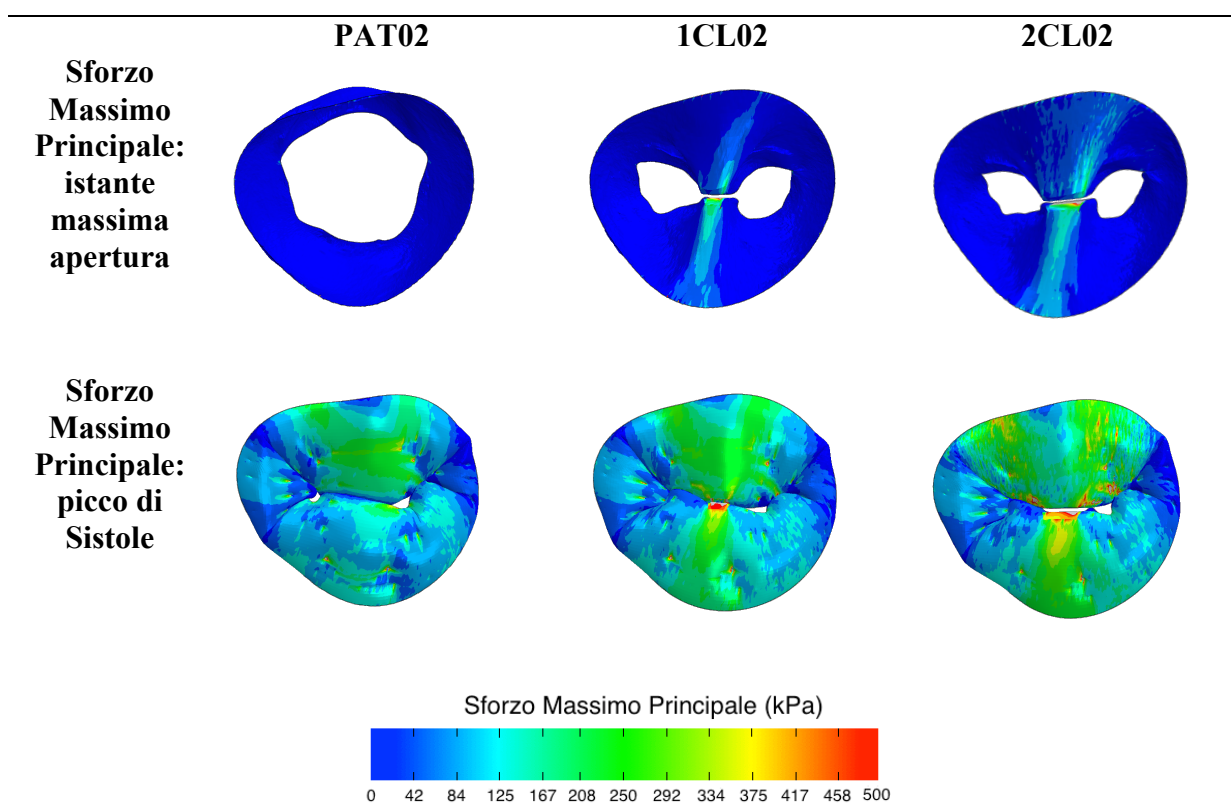 PAT02 1CL02 2CL02
Sforzo
Massimo
Principale:
istante
massima
apertura
Sforzo
Massimo
Principale:
picco di
Sistole
Sforzo Massimo Principale (kPa)
0 42 84 125 167 208 250 292 334 375 417 458 500